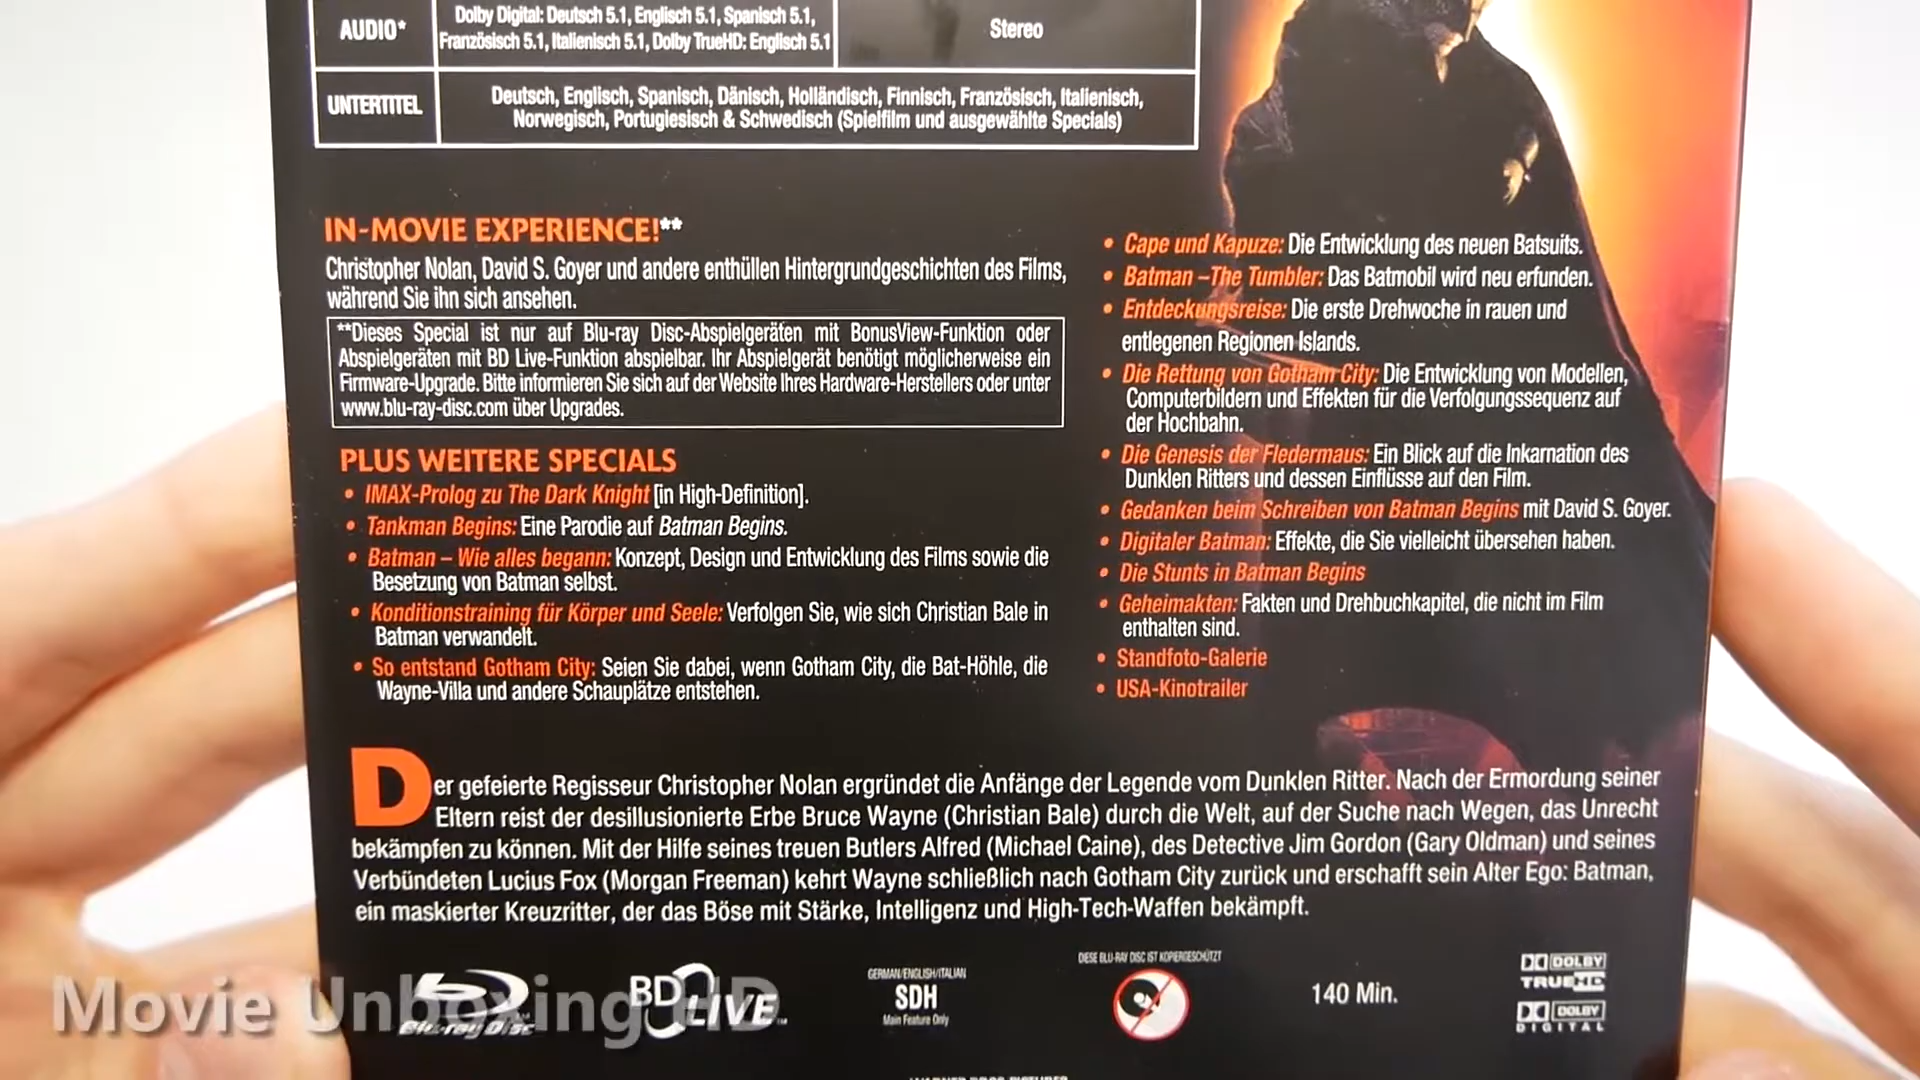 AUDIO*
Dolby Digital: Deutsch 5.1, Englisch 5.1, Spanisch 5.1,
Französisch 5.1, Italienisch 5.1, Dolby TrueHD: Englisch 5.1
Stereo
UNTERTITEL
Deutsch, Englisch, Spanisch, Dänisch, Holländisch, Finnisch, Französisch, Italienisch,
Norwegisch, Portugiesisch & Schwedisch (Spielfilm und ausgewählte Specials)
IN-MOVIE EXPERIENCE!**
Christopher Nolan, David S. Goyer und andere enthüllen Hintergrundgeschichten des Films,
während Sie ihn sich ansehen.
**Dieses Special ist nur auf Blu-ray Disc-Abspielgeräten mit BonusView-Funktion oder
Abspielgeräten mit BD Live-Funktion abspielbar. Ihr Abspielgerät benötigt möglicherweise ein
Firmware-Upgrade. Bitte informieren Sie sich auf der Website Ihres Hardware-Herstellers oder unter
www.blu-ray-disc.com über Upgrades.
PLUS WEITERE SPECIALS
• IMAX-Prolog zu The Dark Knight [in High-Definition].
• Tankman Begins: Eine Parodie auf Batman Begins.
• Batman – Wie alles begann: Konzept, Design und Entwicklung des Films sowie die
Besetzung von Batman selbst.
• Konditionstraining für Körper und Seele: Verfolgen Sie, wie sich Christian Bale in
Batman verwandelt.
• So entstand Gotham City: Seien Sie dabei, wenn Gotham City, die Bat-Höhle, die
Wayne-Villa und andere Schauplätze entstehen.
• Cape und Kapuze: Die Entwicklung des neuen Batsuits.
• Batman –The Tumbler: Das Batmobil wird neu erfunden.
• Entdeckungsreise: Die erste Drehwoche in rauen und
entlegenen Regionen Islands.
• Die Rettung von Gotham City: Die Entwicklung von Modellen,
Computerbildern und Effekten für die Verfolgungssequenz auf
der Hochbahn.
• Die Genesis der Fledermaus: Ein Blick auf die Inkarnation des
Dunklen Ritters und dessen Einflüsse auf den Film.
• Gedanken beim Schreiben von Batman Begins mit David S. Goyer.
• Digitaler Batman: Effekte, die Sie vielleicht übersehen haben.
• Die Stunts in Batman Begins
• Geheimakten: Fakten und Drehbuchkapitel, die nicht im Film
enthalten sind.
• Standfoto-Galerie
• USA-Kinotrailer
Der gefeierte Regisseur Christopher Nolan ergründet die Anfänge der Legende vom Dunklen Ritter. Nach der Ermordung seiner
Eltern reist der desillusionierte Erbe Bruce Wayne (Christian Bale) durch die Welt, auf der Suche nach Wegen, das Unrecht
bekämpfen zu können. Mit der Hilfe seines treuen Butlers Alfred (Michael Caine), des Detective Jim Gordon (Gary Oldman) und seines
Verbündeten Lucius Fox (Morgan Freeman) kehrt Wayne schließlich nach Gotham City zurück und erschafft sein Alter Ego: Batman,
ein maskierter Kreuzritter, der das Böse mit Stärke, Intelligenz und High-Tech-Waffen bekämpft.
Blu-ray Disc
BD LIVE™
GERMAN/ENGLISH/ITALIAN
SDH
Main Feature Only
DIESE BLU-RAY DISC IST KOPIERGESCHÜTZT
140 Min.
DOLBY
TRUEHD
DOLBY
DIGITAL
Movie Unboxing HD